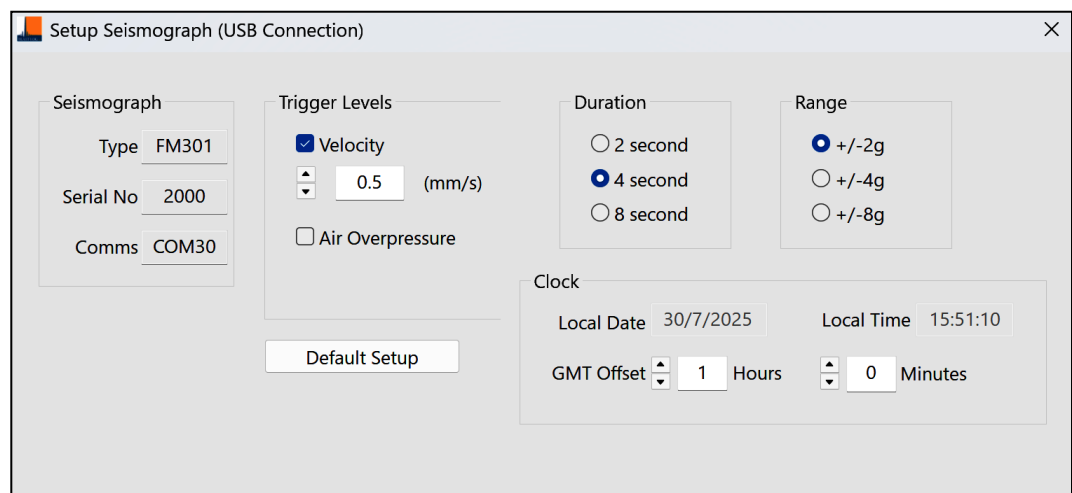 Setup Seismograph (USB Connection)
Seismograph
Type FM301
Serial No 2000
Comms COM30
Trigger Levels
Velocity
0.5 (mm/s)
Air Overpressure
Default Setup
Duration
2 second
4 second
8 second
Range
+/-2g
+/-4g
+/-8g
Clock
Local Date 30/7/2025 Local Time 15:51:10
GMT Offset 1 Hours 0 Minutes